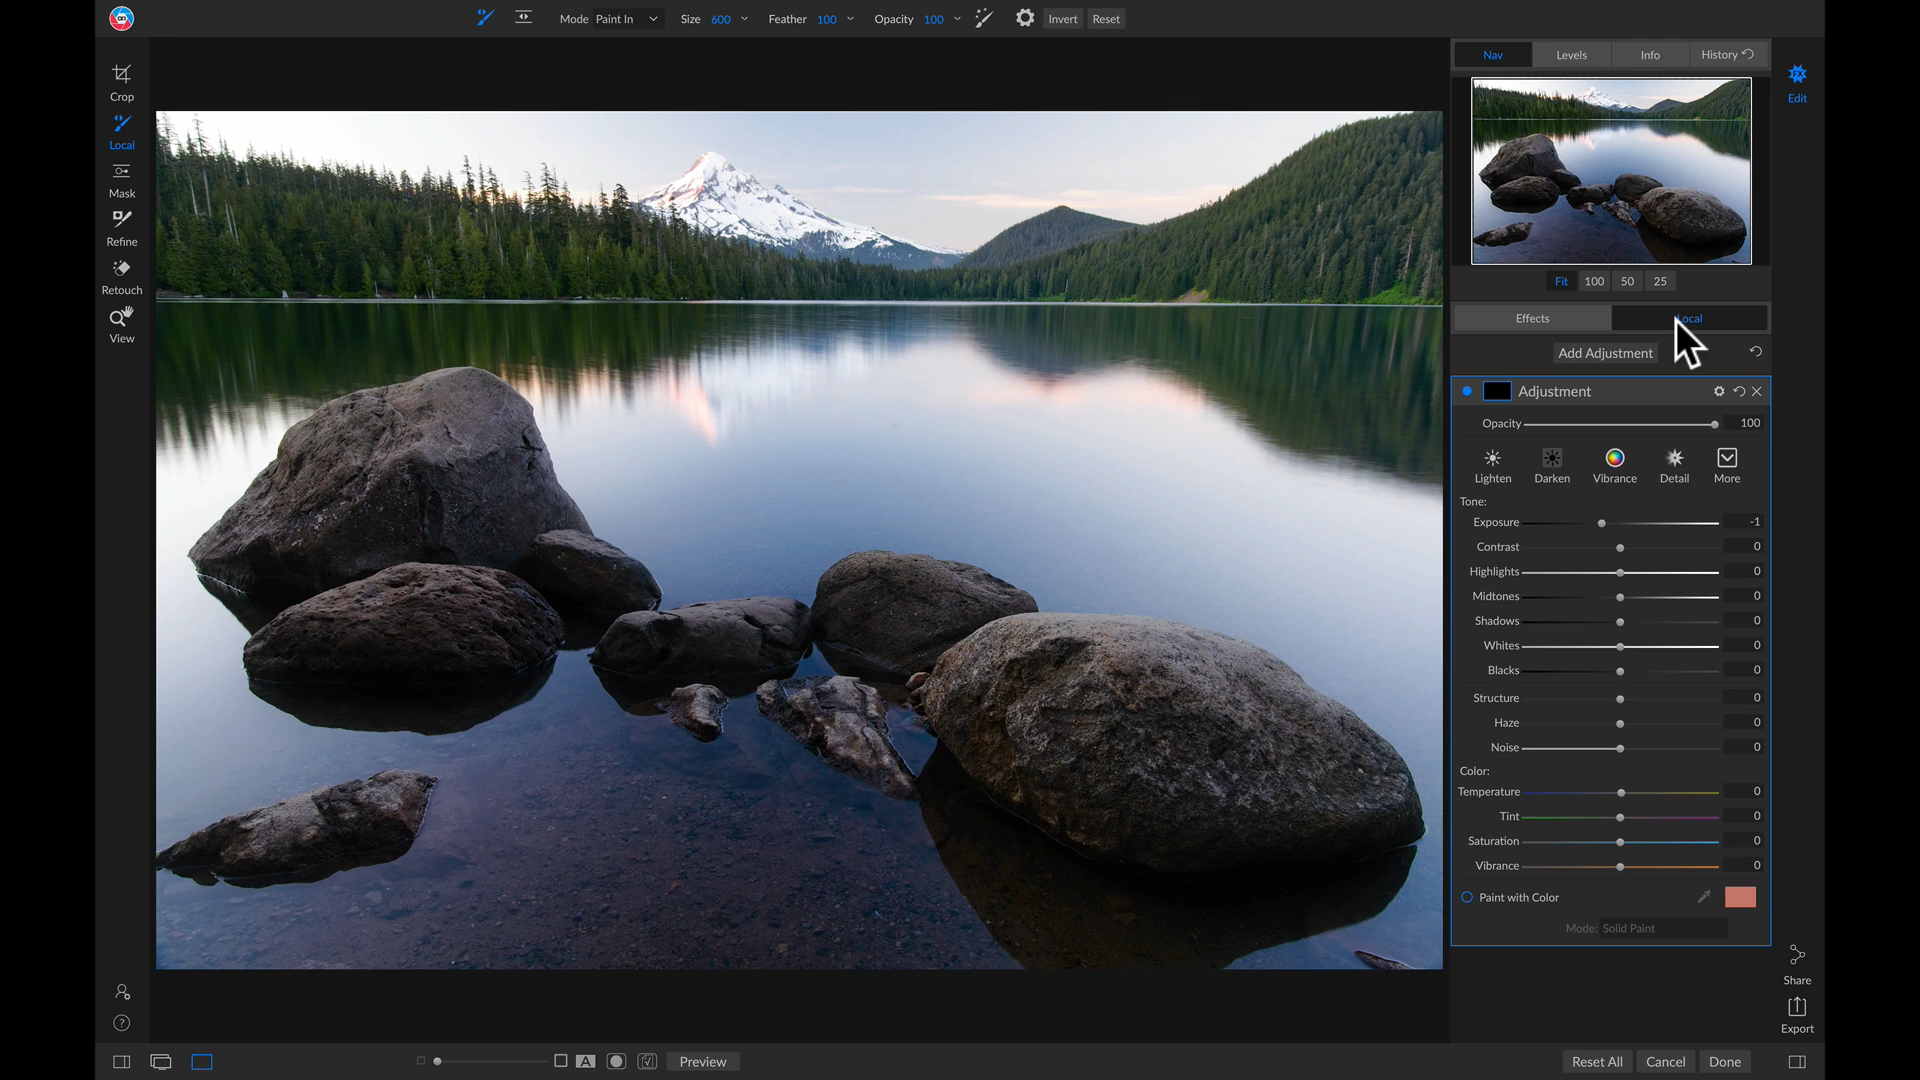 Mode Paint In Size 600 Feather 100 Opacity 100 Invert Reset
Crop
Local
Mask
Refine
Retouch
View
Nav Levels Info History
Edit
Fit 100 50 25
Effects Local
Add Adjustment
Adjustment
Opacity 100
Lighten Darken Vibrance Detail More
Tone:
Exposure -1
Contrast 0
Highlights 0
Midtones 0
Shadows 0
Whites 0
Blacks 0
Structure 0
Haze 0
Noise 0
Color:
Temperature 0
Tint 0
Saturation 0
Vibrance 0
Paint with Color
Mode: Solid Paint
Share
Export
A Preview Reset All Cancel Done